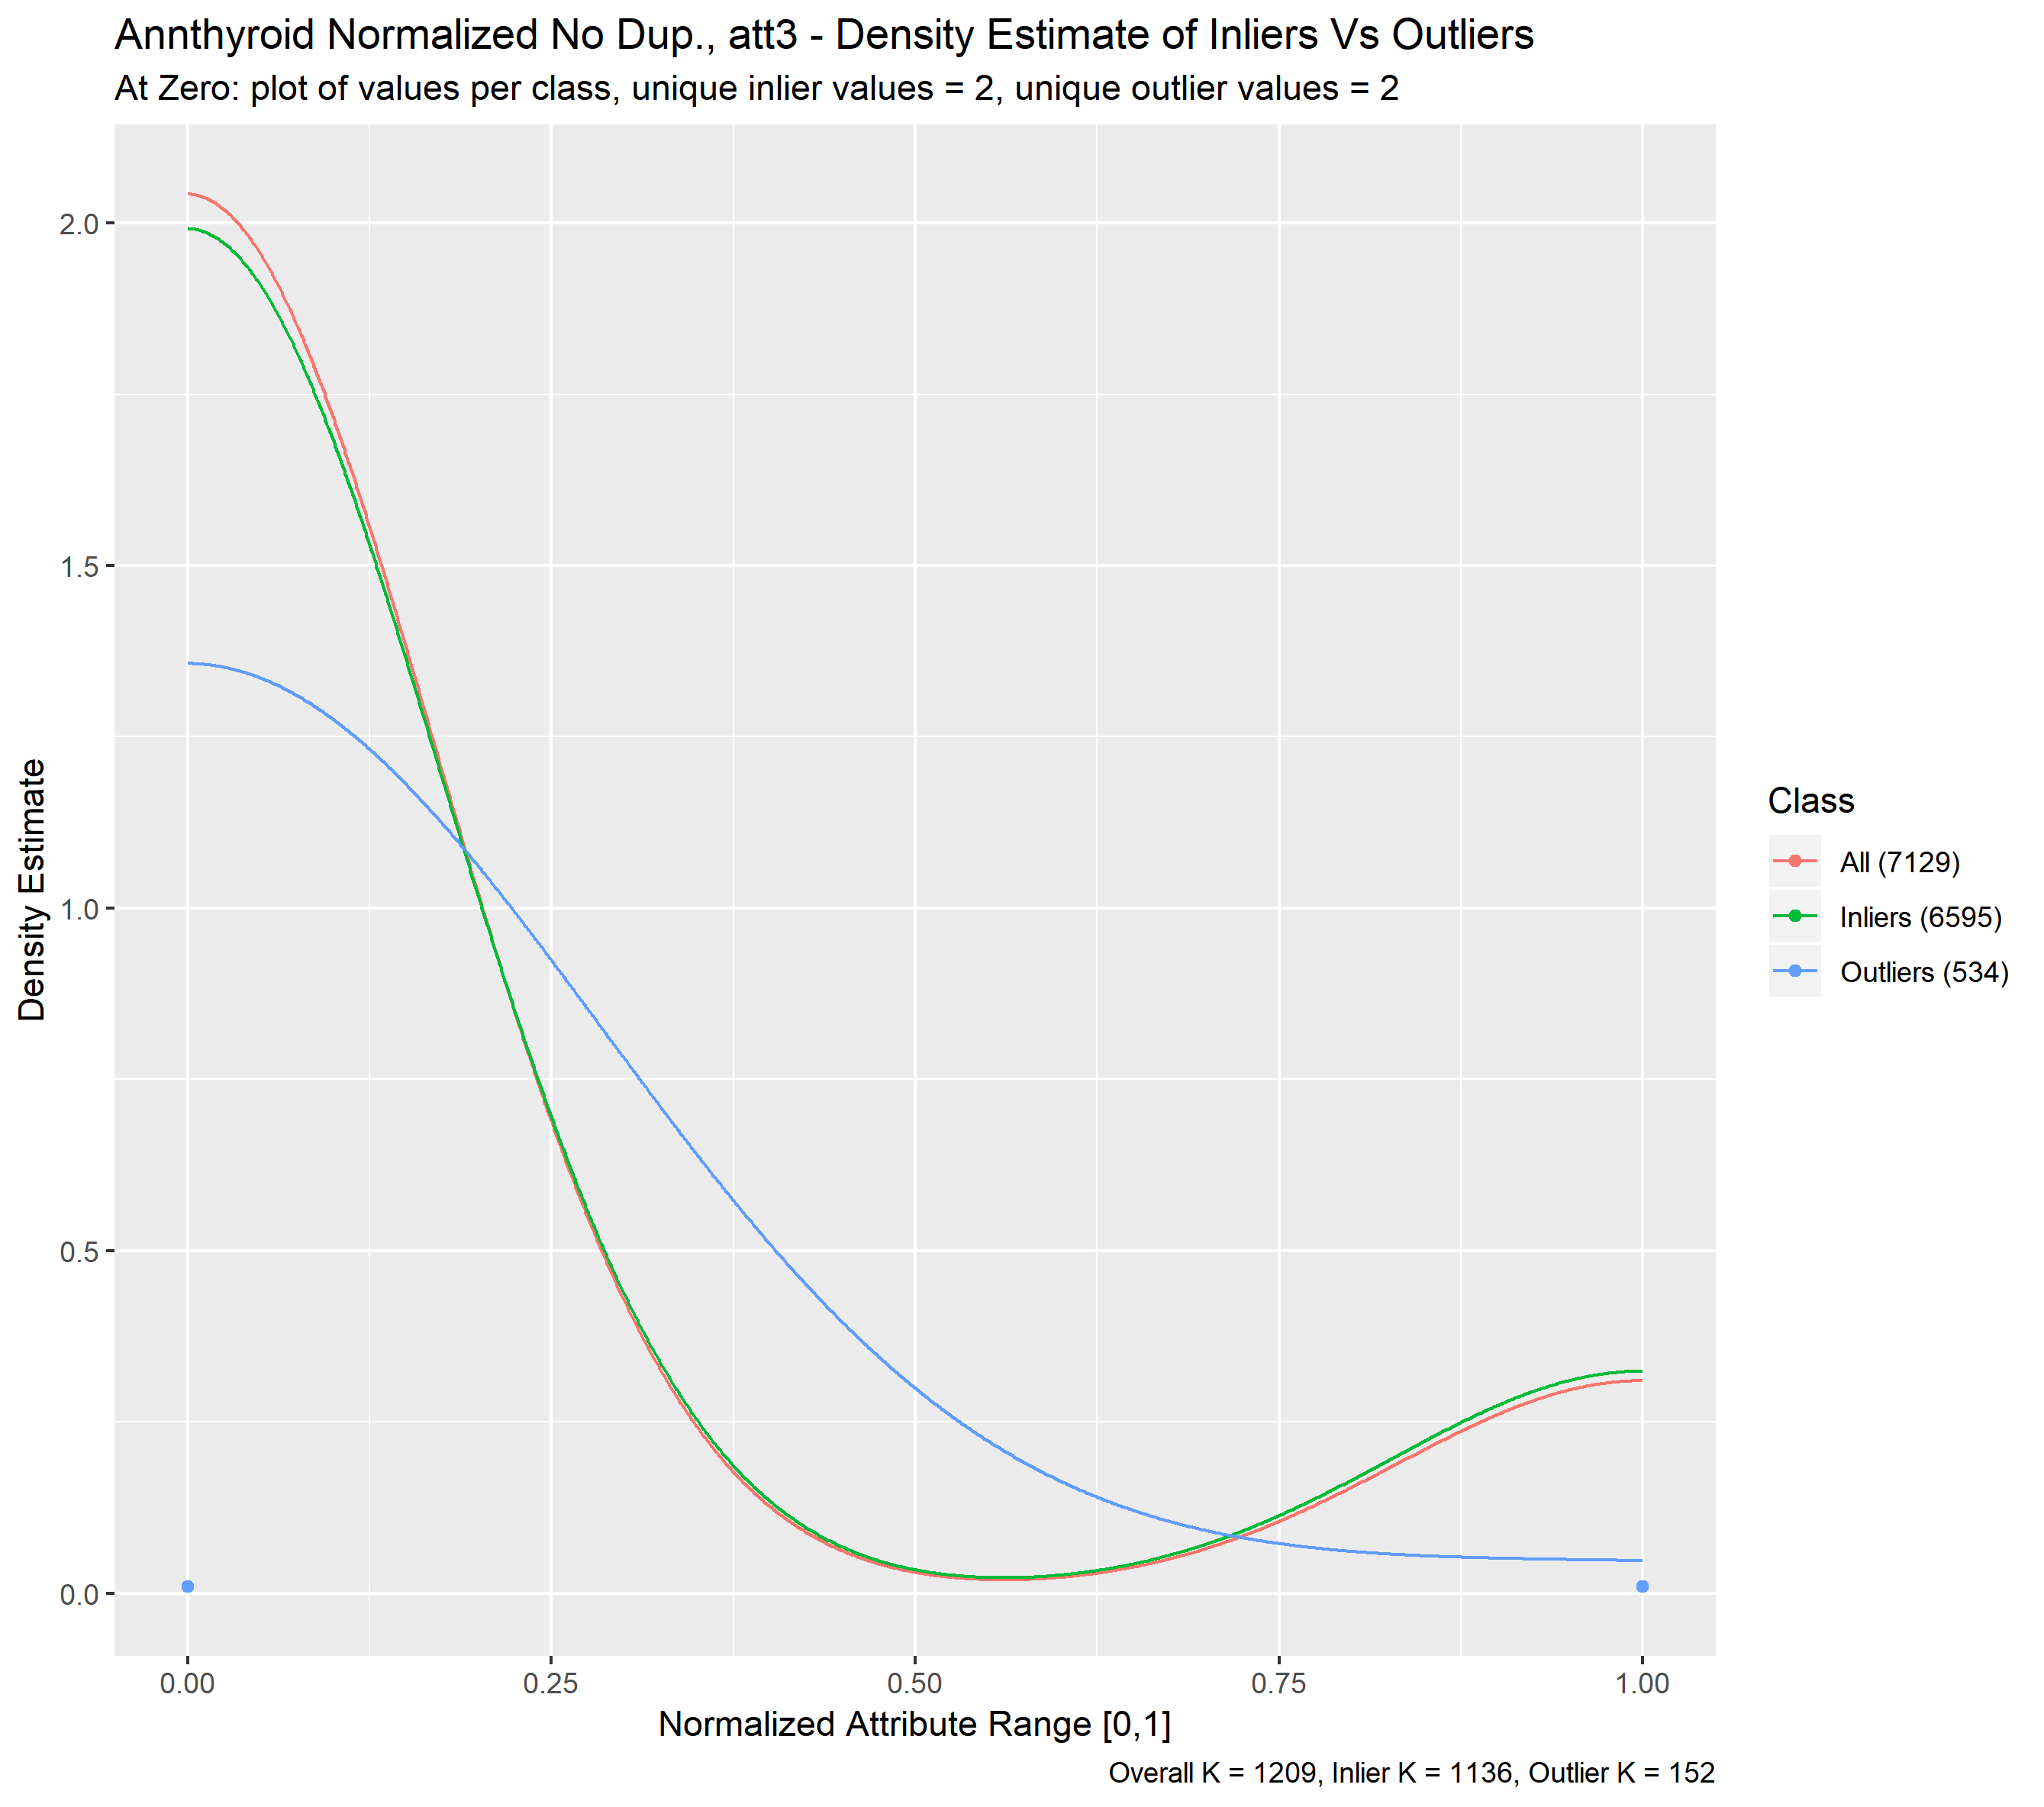 Annthyroid Normalized No Dup., att3 - Density Estimate of Inliers Vs Outliers
At Zero: plot of values per class, unique inlier values = 2, unique outlier values = 2
Density Estimate
2.0
1.5
1.0
0.5
0.0
0.00
0.25
0.50
0.75
1.00
Normalized Attribute Range [0,1]
Class
All (7129)
Inliers (6595)
Outliers (534)
Overall K = 1209, Inlier K = 1136, Outlier K = 152